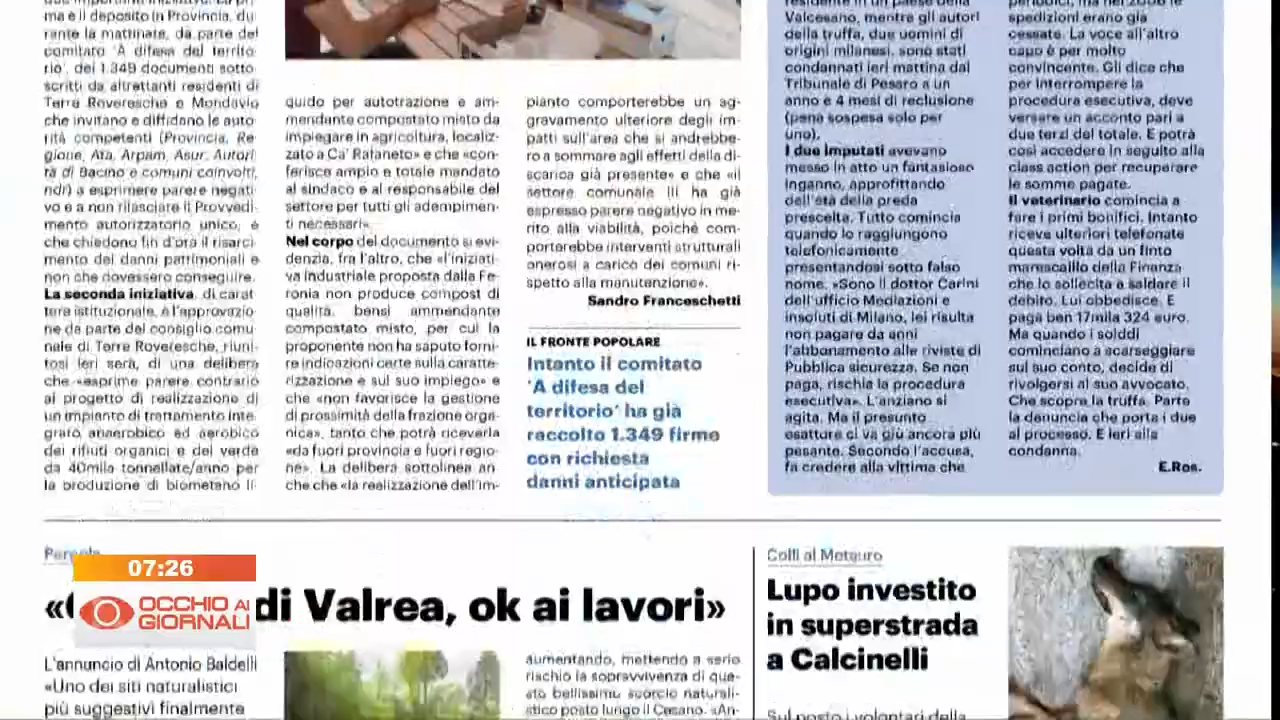 ma è il deposito in Provincia, du-
rante la mattinata, da parte del
comitato 'A difesa del territo-
rio', dei 1.349 documenti sotto-
scritti da altrettanti residenti di
Terre Roveresche e Mondavio
che invitano e diffidano le auto-
rità competenti (Provincia, Re-
gione, Ata, Arpam, Asur, Autori-
tà di Bacino e comuni coinvolti,
ndr) a esprimere parere negati-
vo e a non rilasciare il Provvedi-
mento autorizzatorio unico, e
che chiedono fin d'ora il risarci-
mento dei danni patrimoniali e
non che dovessero conseguire.
La seconda iniziativa, di carat-
tere istituzionale, è l'approvazio-
ne da parte del consiglio comu-
nale di Terre Roveresche, riuni-
tosi ieri sera, di una delibera
che «esprime parere contrario
al progetto di realizzazione di
un impianto di trattamento inte-
grato anaerobico ed aerobico
dei rifiuti organici e del verde
da 40mila tonnellate/anno per
la produzione di biometano li-
quido per autotrazione e am-
mendante compostato misto da
impiegare in agricoltura, localiz-
zato a Ca' Rafaneto» e che «con-
ferisce ampio e totale mandato
al sindaco e al responsabile del
settore per tutti gli adempimen-
ti necessari».
Nel corpo del documento si evi-
denzia, fra l'altro, che «l'iniziati-
va industriale proposta dalla Fe-
ronia non produce compost di
qualità, bensì ammendante
compostato misto, per cui la
proponente non ha saputo forni-
re indicazioni certe sulla caratte-
rizzazione e sul suo impiego» e
che «non favorisce la gestione
di prossimità della frazione orga-
nica», tanto che potrà riceverla
«da fuori provincia e fuori regio-
ne». La delibera sottolinea an-
che che «la realizzazione dell'im-
pianto comporterebbe un ag-
gravamento ulteriore degli im-
patti sull'area che si andrebbe-
ro a sommare agli effetti della di-
scarica già presente» e che «il
settore comunale III ha già
espresso parere negativo in me-
rito alla viabilità, poiché com-
porterebbe interventi strutturali
onerosi a carico dei comuni ri-
spetto alla manutenzione».
Sandro Franceschetti
IL FRONTE POPOLARE
Intanto il comitato
'A difesa del
territorio' ha già
raccolto 1.349 firme
con richiesta
danni anticipata
residente in un paese della
Valcesano, mentre gli autori
della truffa, due uomini di
origini milanesi, sono stati
condannati ieri mattina dal
Tribunale di Pesaro a un
anno e 4 mesi di reclusione
(pena sospesa solo per
uno).
I due imputati avevano
messo in atto un fantasioso
inganno, approfittando
dell'età della preda
prescelta. Tutto comincia
quando lo raggiungono
telefonicamente
presentandosi sotto falso
nome. «Sono il dottor Carini
dell'ufficio Mediazioni e
insoluti di Milano, lei risulta
non pagare da anni
l'abbonamento alle riviste di
Pubblica sicurezza. Se non
paga, rischia la procedura
esecutiva». L'anziano si
agita. Ma il presunto
esattore ci va giù ancora più
pesante. Secondo l'accusa,
fa credere alla vittima che
spedizioni erano già
cessate. La voce all'altro
capo è per molto
convincente. Gli dice che
per interrompere la
procedura esecutiva, deve
versare un acconto pari a
due terzi del totale. E potrà
così accedere in seguito alla
class action per recuperare
le somme pagate.
Il veterinario comincia a
fare i primi bonifici. Intanto
riceve ulteriori telefonate
questa volta da un finto
maresciallo della Finanza
che lo sollecita a saldare il
debito. Lui obbedisce. E
paga ben 17mila 324 euro.
Ma quando i soldi
cominciano a scarseggiare
sul suo conto, decide di
rivolgersi al suo avvocato.
Che scopre la truffa. Parte
la denuncia che porta i due
al processo. E ieri alla
condanna.
E.Ros.
Pergola
07:26
OCCHIO AI
GIORNALI
di Valrea, ok ai lavori»
L'annuncio di Antonio Baldelli
«Uno dei siti naturalistici
più suggestivi finalmente
aumentando, mettendo a serio
rischio la sopravvivenza di que-
sto bellissimo scorcio naturali-
stico posto lungo il Cesano. «An-
Colli al Metauro
Lupo investito
in superstrada
a Calcinelli
Sul posto i volontari della